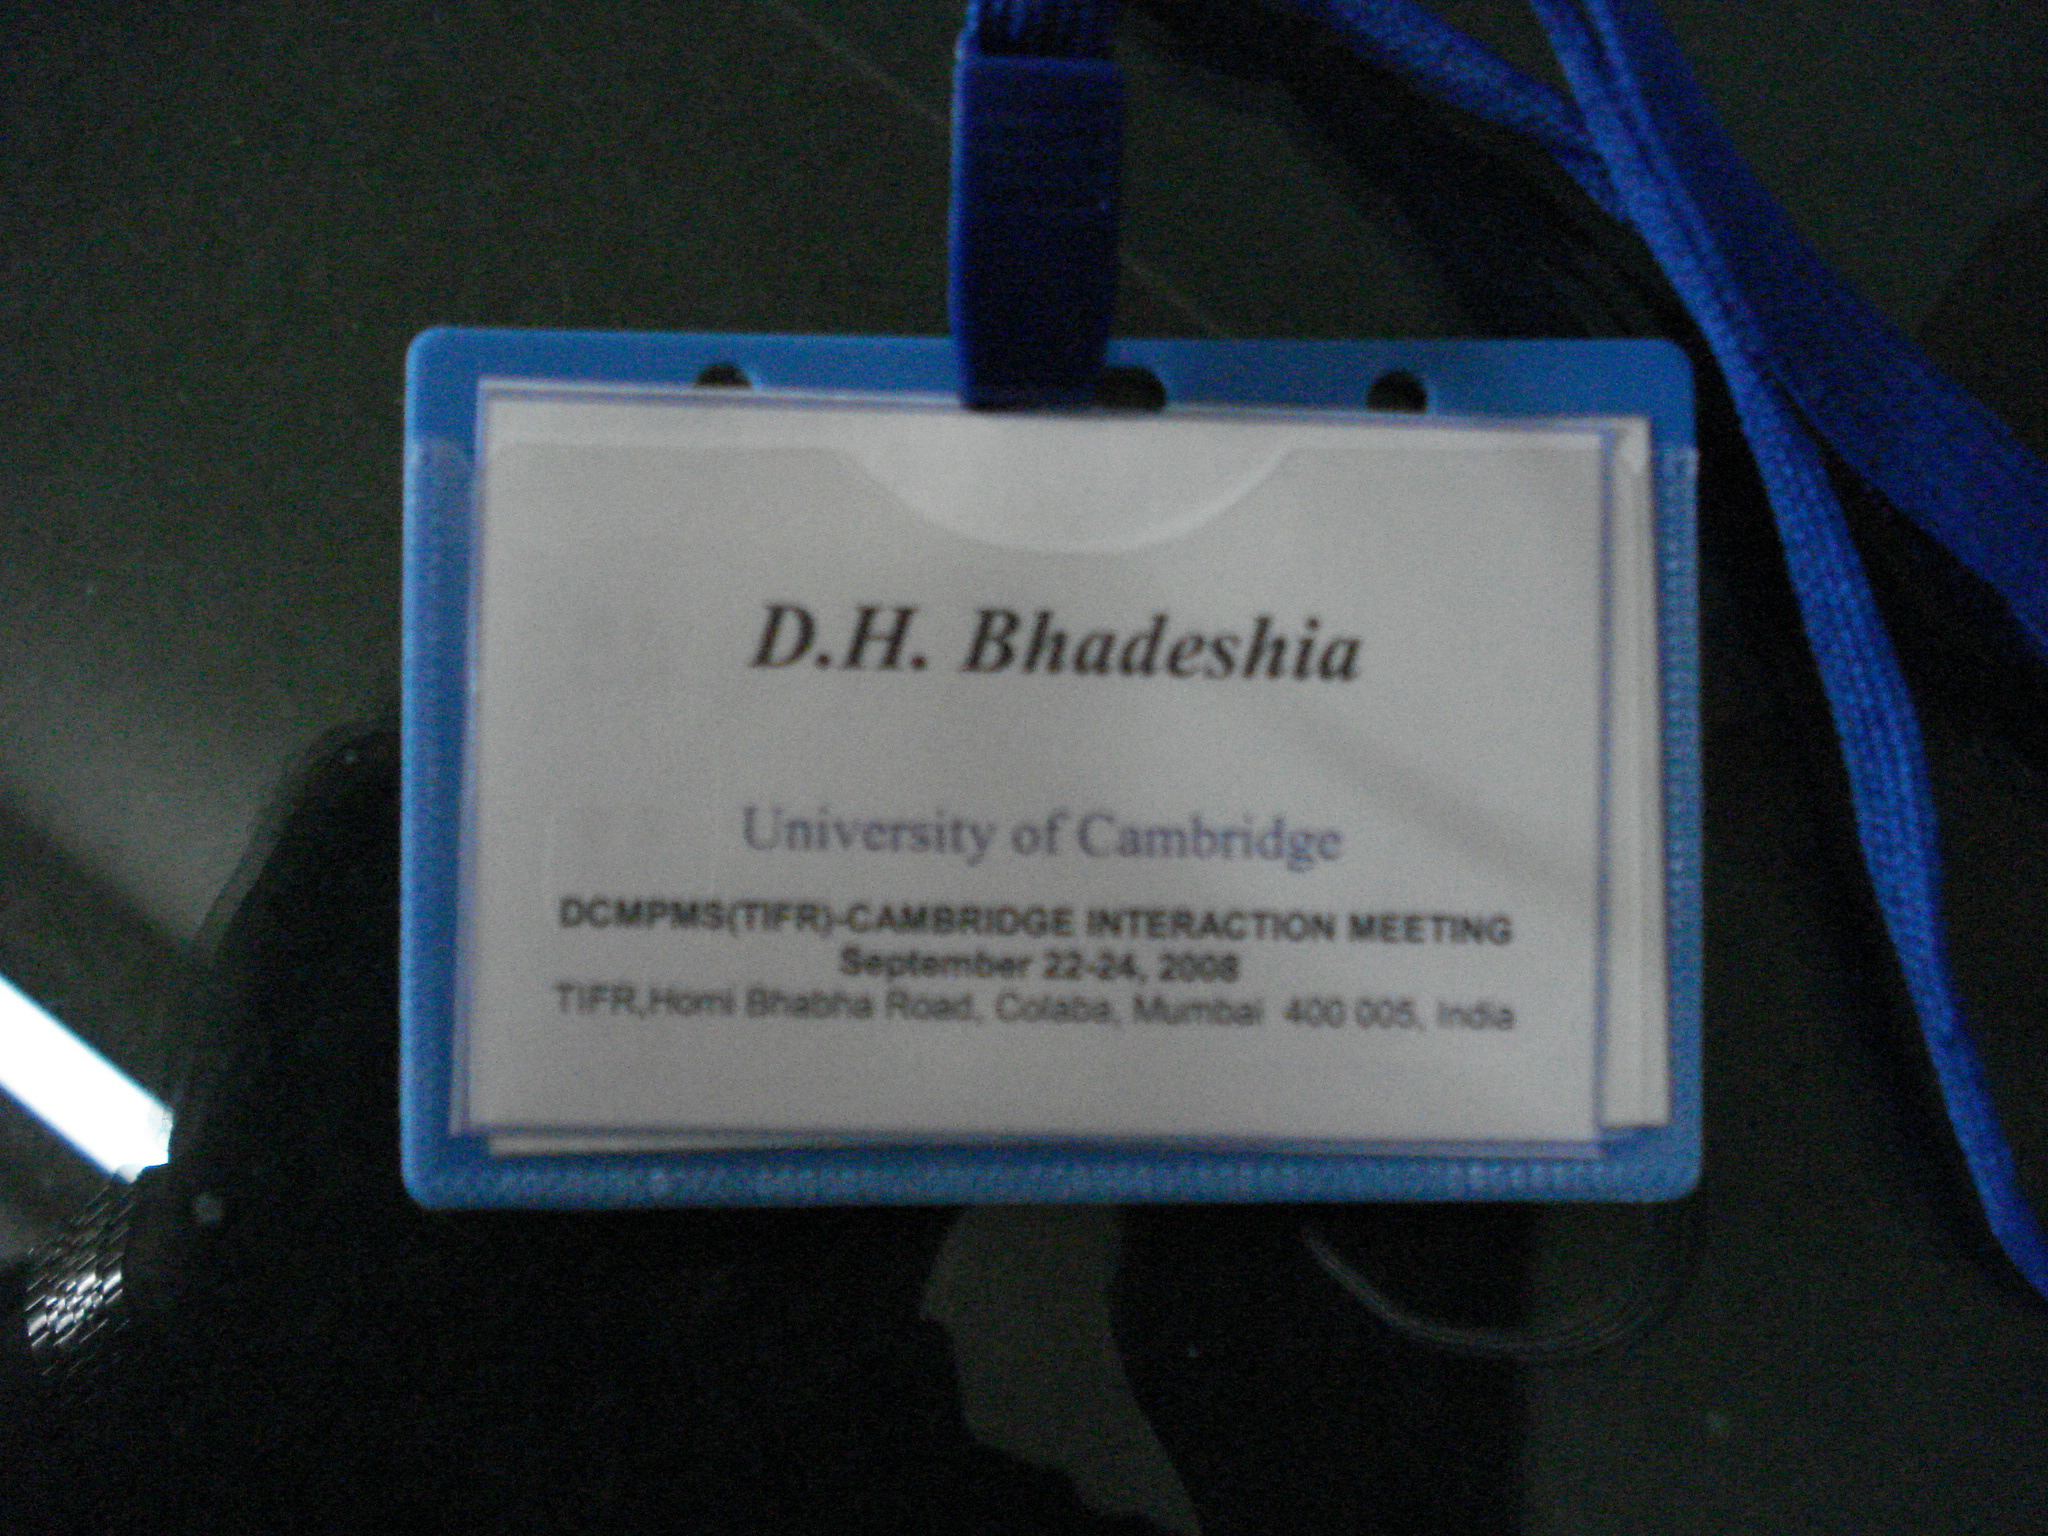 D.H. Bhadeshia
University of Cambridge
DCMPMS(TIFR)-CAMBRIDGE INTERACTION MEETING
September 22-24, 2008
TIFR,Homi Bhabha Road, Colaba, Mumbai  400 005, India